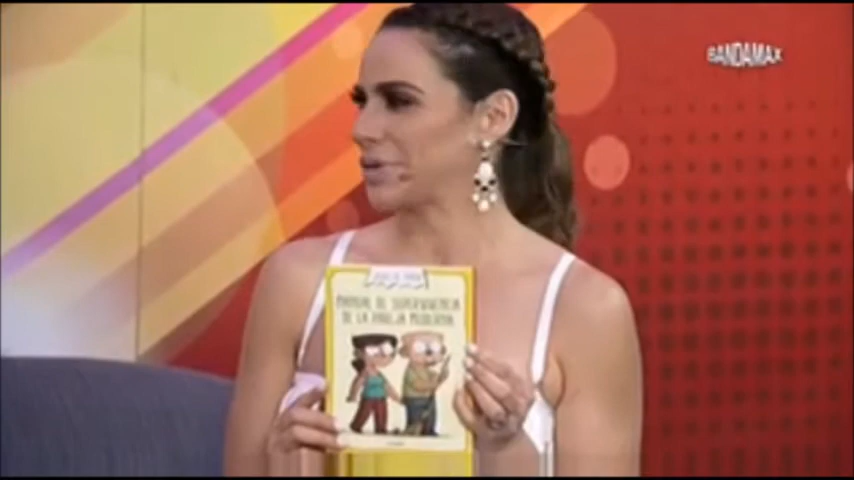 BANDAMAX
MANUAL DE SUPERVIVENCIA
DE LA PAREJA MODERNA